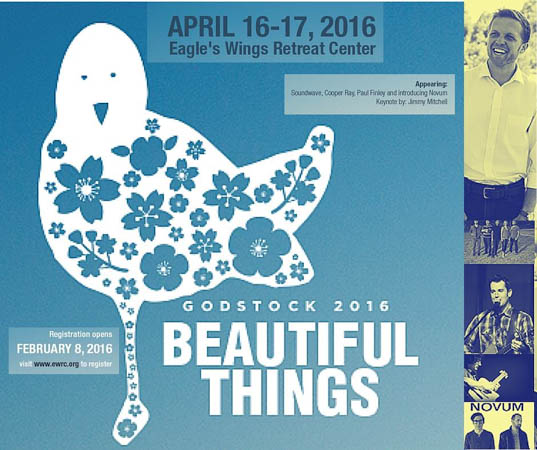 APRIL 16-17, 2016
Eagle's Wings Retreat Center
Appearing:
Soundwave, Cooper Ray, Paul Finley and introducing Novum
Keynote by: Jimmy Mitchell
GODSTOCK 2016
BEAUTIFUL
THINGS
Registration opens
FEBRUARY 8, 2016
visit www.ewrc.org to register
NOVUM